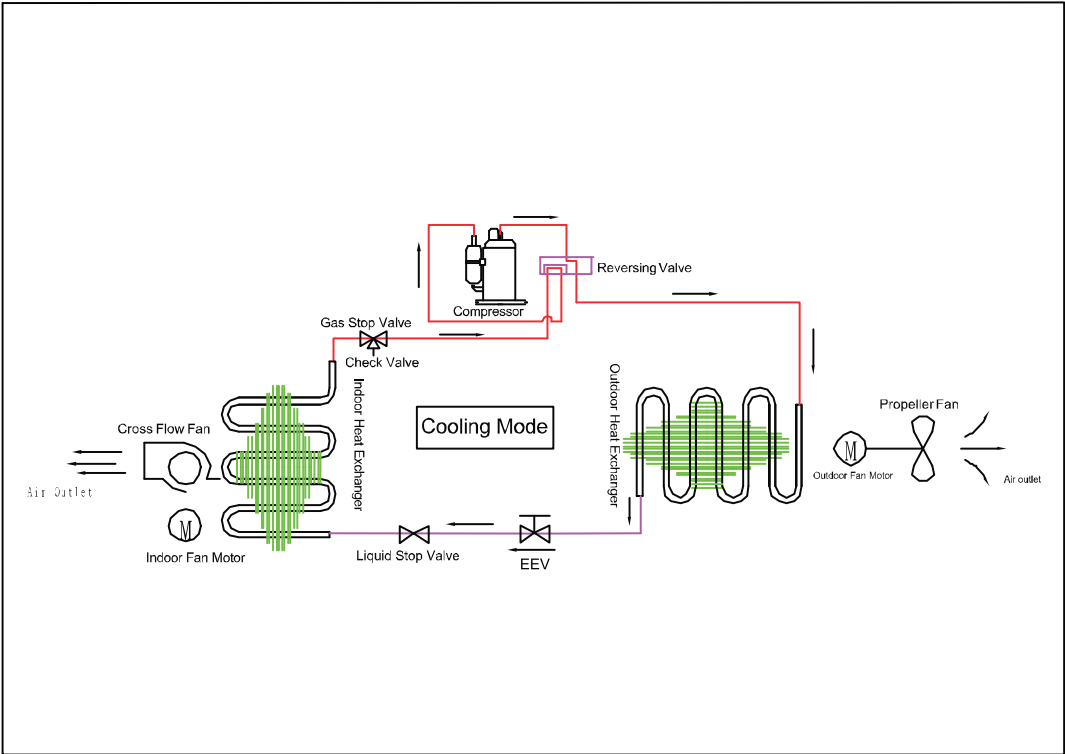 Reversing Valve
Compressor
Gas Stop Valve
Check Valve
Indoor Heat Exchanger
Outdoor Heat Exchanger
Cooling Mode
Propeller Fan
Cross Flow Fan
M
Outdoor Fan Motor
Air outlet
Air Outlet
M
Indoor Fan Motor
Liquid Stop Valve
EEV